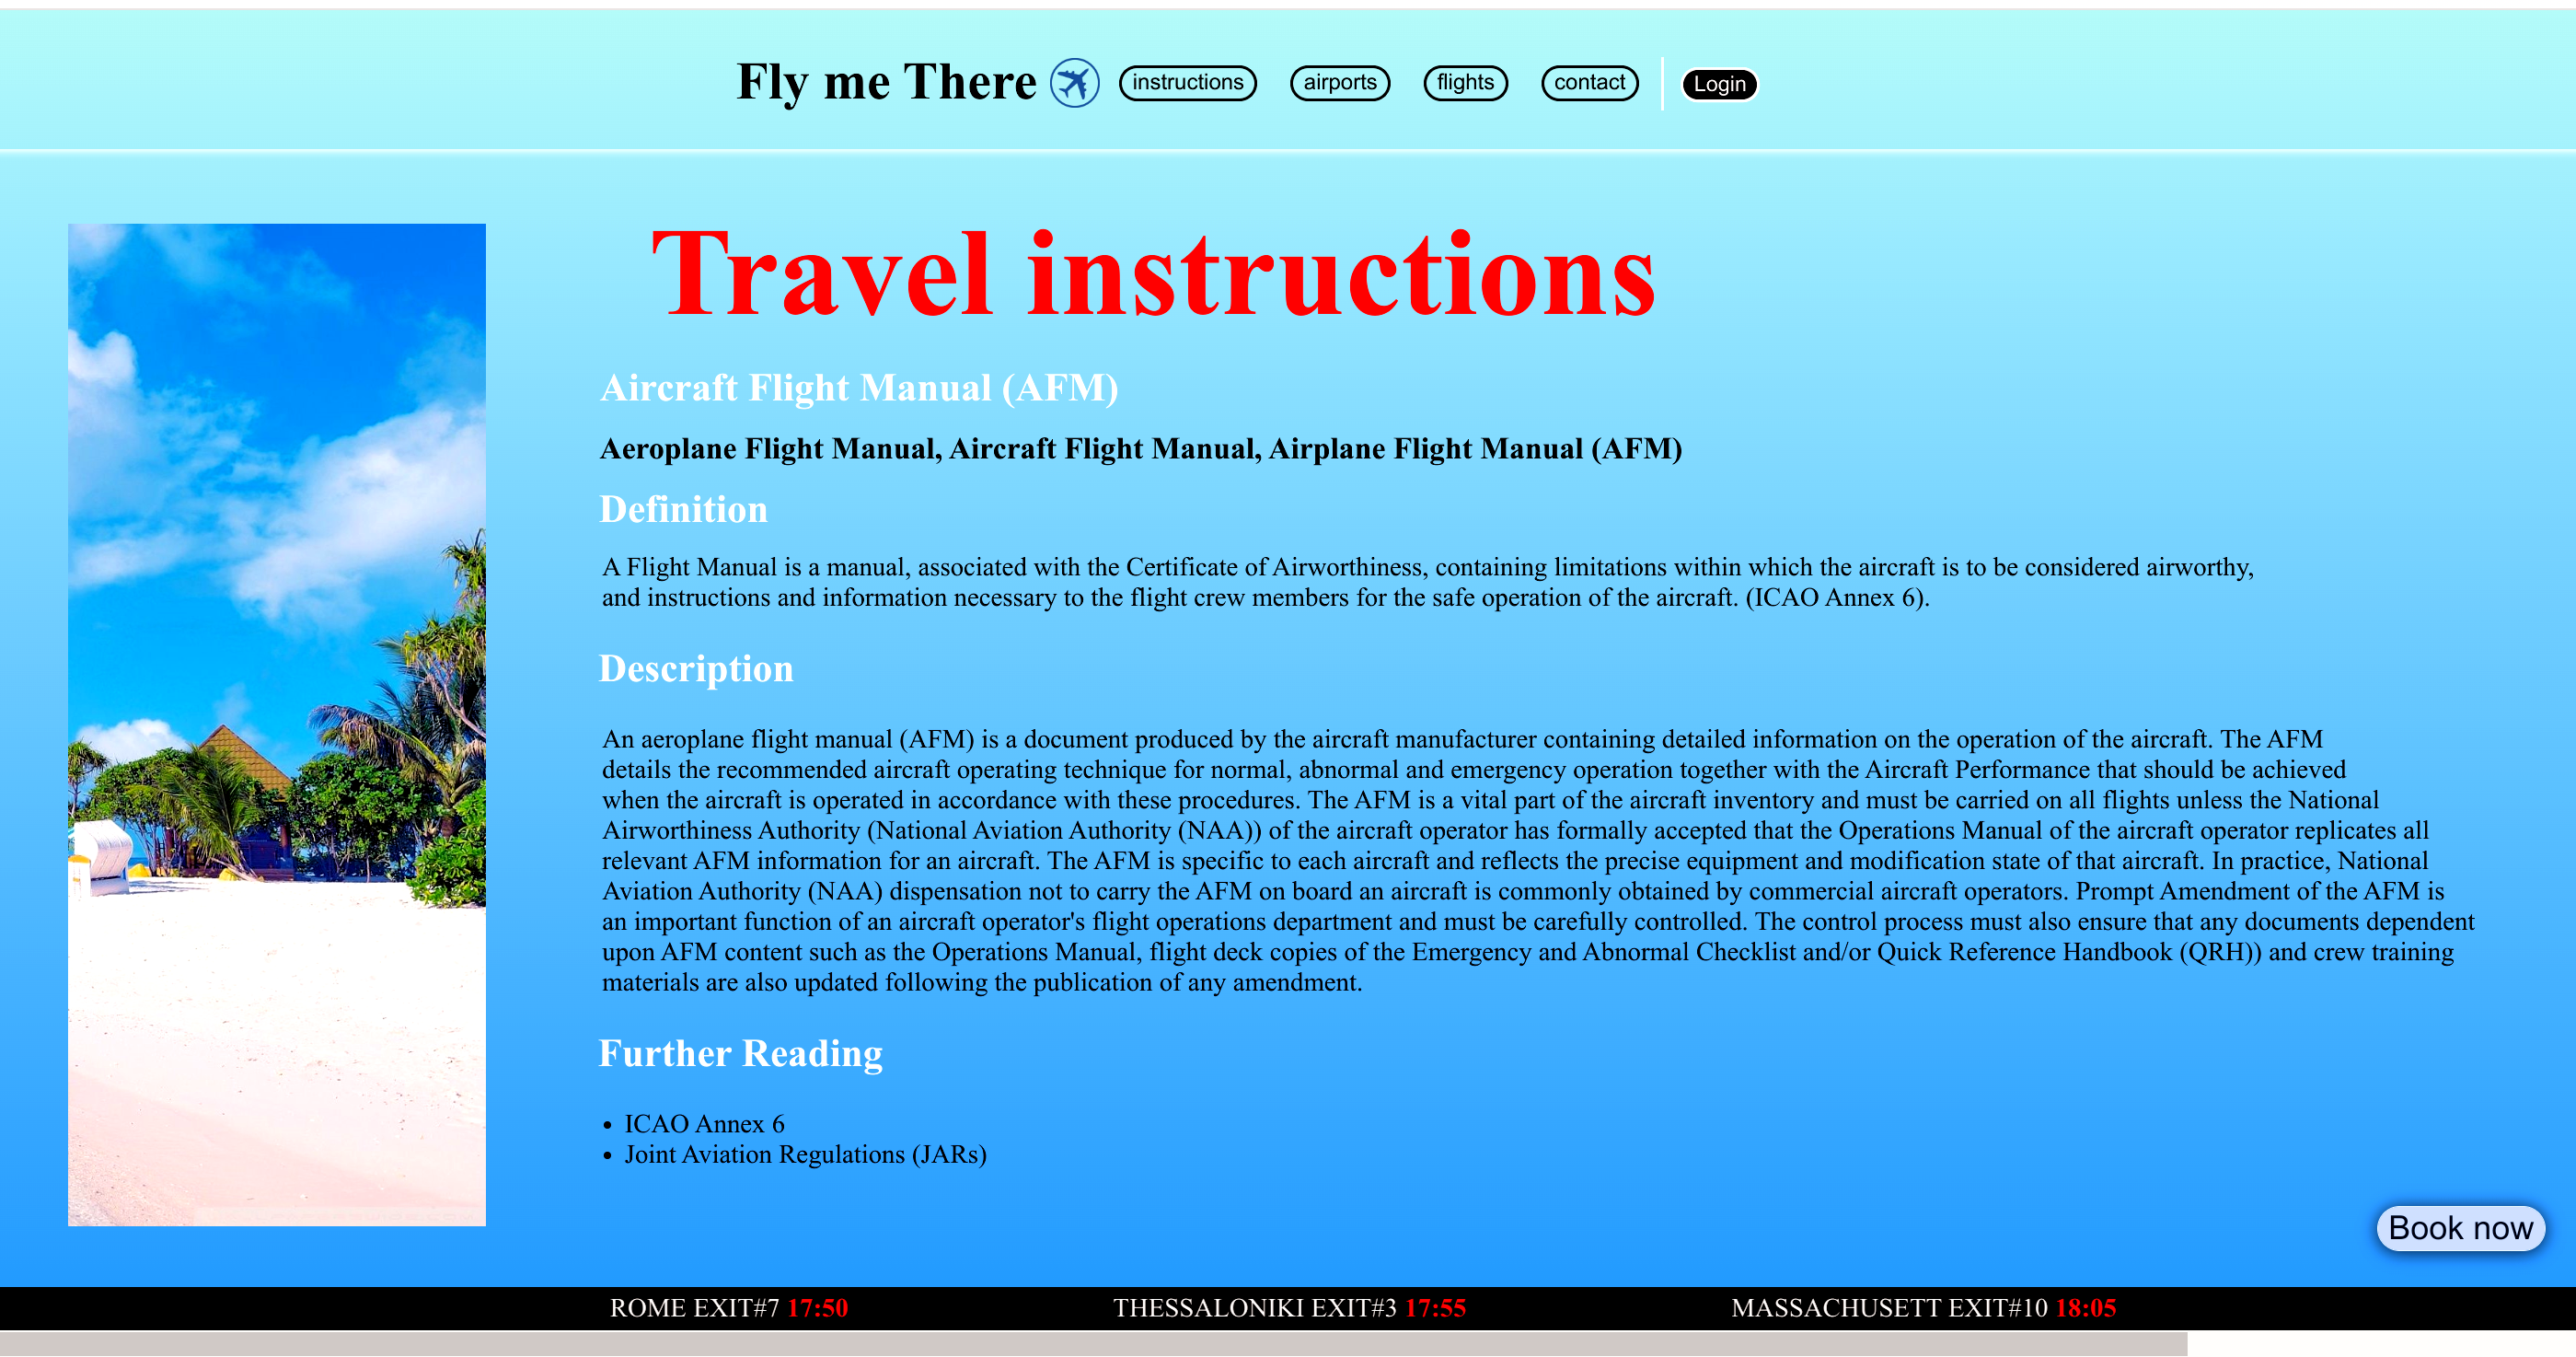 Fly me There
instructions airports flights contact Login
Travel instructions
Aircraft Flight Manual (AFM)
Aeroplane Flight Manual, Aircraft Flight Manual, Airplane Flight Manual (AFM)
Definition
A Flight Manual is a manual, associated with the Certificate of Airworthiness, containing limitations within which the aircraft is to be considered airworthy,
and instructions and information necessary to the flight crew members for the safe operation of the aircraft. (ICAO Annex 6).
Description
An aeroplane flight manual (AFM) is a document produced by the aircraft manufacturer containing detailed information on the operation of the aircraft. The AFM
details the recommended aircraft operating technique for normal, abnormal and emergency operation together with the Aircraft Performance that should be achieved
when the aircraft is operated in accordance with these procedures. The AFM is a vital part of the aircraft inventory and must be carried on all flights unless the National
Airworthiness Authority (National Aviation Authority (NAA)) of the aircraft operator has formally accepted that the Operations Manual of the aircraft operator replicates all
relevant AFM information for an aircraft. The AFM is specific to each aircraft and reflects the precise equipment and modification state of that aircraft. In practice, National
Aviation Authority (NAA) dispensation not to carry the AFM on board an aircraft is commonly obtained by commercial aircraft operators. Prompt Amendment of the AFM is
an important function of an aircraft operator's flight operations department and must be carefully controlled. The control process must also ensure that any documents dependent
upon AFM content such as the Operations Manual, flight deck copies of the Emergency and Abnormal Checklist and/or Quick Reference Handbook (QRH)) and crew training
materials are also updated following the publication of any amendment.
Further Reading
• ICAO Annex 6
• Joint Aviation Regulations (JARs)
Book now
ROME EXIT#7 17:50 THESSALONIKI EXIT#3 17:55 MASSACHUSETT EXIT#10 18:05